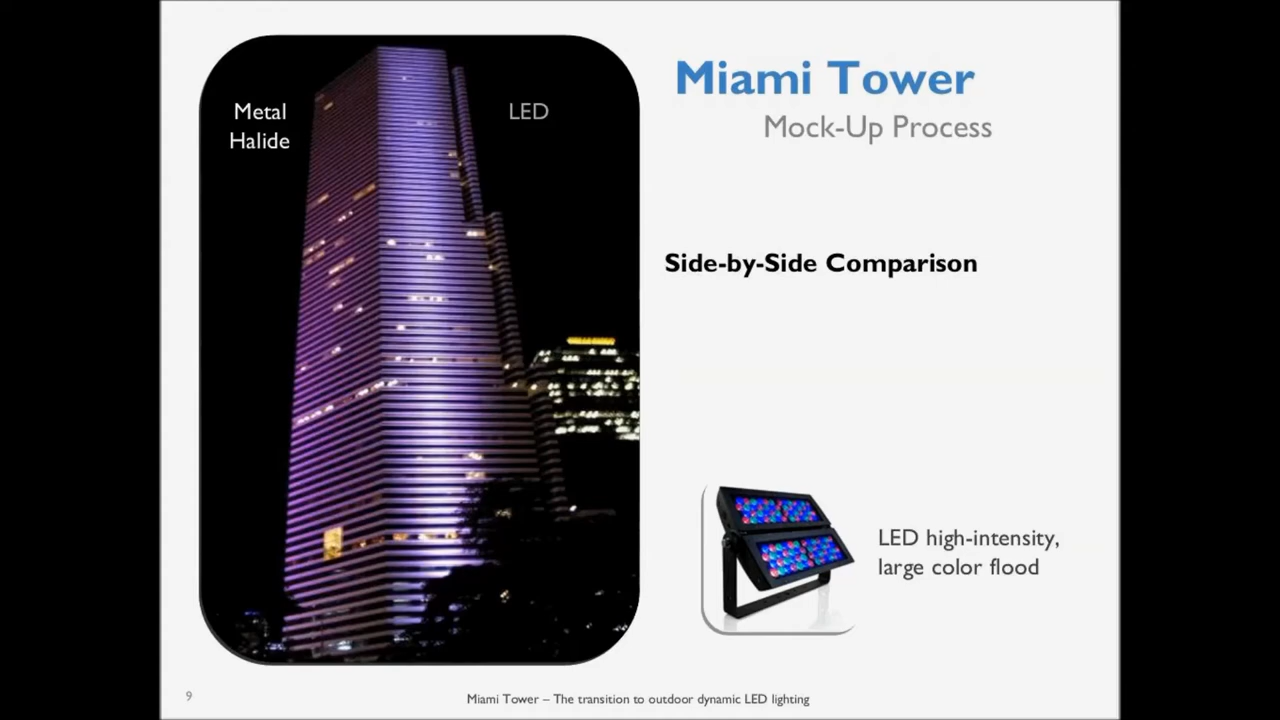 Miami Tower
Mock-Up Process
Metal
Halide
LED
Side-by-Side Comparison
LED high-intensity,
large color flood
9
Miami Tower – The transition to outdoor dynamic LED lighting